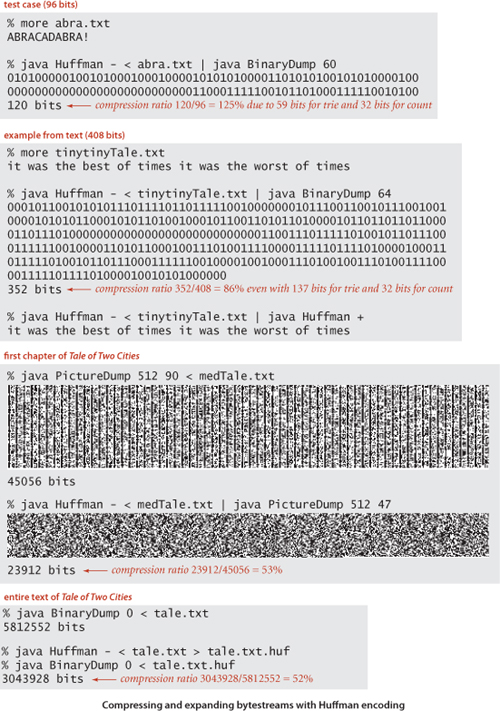 test case (96 bits)
% more abra.txt
ABRACADABRA!
% java Huffman - < abra.txt | java BinaryDump 60
010100000100101000100010000101010100001101010100101010000100
000000000000000000000000000110001111100101101000111110010100
120 bits ← compression ratio 120/96 = 125% due to 59 bits for trie and 32 bits for count
example from text (408 bits)
% more tinytinyTale.txt
it was the best of times it was the worst of times
% java Huffman - < tinytinyTale.txt | java BinaryDump 64
0001011001010101110111101101111100100000001011100110010111001001
0000101010110001010110100100010110011010110100001011011011011000
0110111010000000000000000000000000000110011101111101001011011100
0111111001000011010110001001110100111100001111101111010000100011
0111110100101101110001111110010000100100011101001001110100111100
00111110111101000010010101000000
352 bits ← compression ratio 352/408 = 86% even with 137 bits for trie and 32 bits for count
% java Huffman - < tinytinyTale.txt | java Huffman +
it was the best of times it was the worst of times
first chapter of Tale of Two Cities
% java PictureDump 512 90 < medTale.txt
45056 bits
% java Huffman - < medTale.txt | java PictureDump 512 47
23912 bits ← compression ratio 23912/45056 = 53%
entire text of Tale of Two Cities
% java BinaryDump 0 < tale.txt
5812552 bits
% java Huffman - < tale.txt > tale.txt.huf
% java BinaryDump 0 < tale.txt.huf
3043928 bits ← compression ratio 3043928/5812552 = 52%
Compressing and expanding bytestreams with Huffman encoding